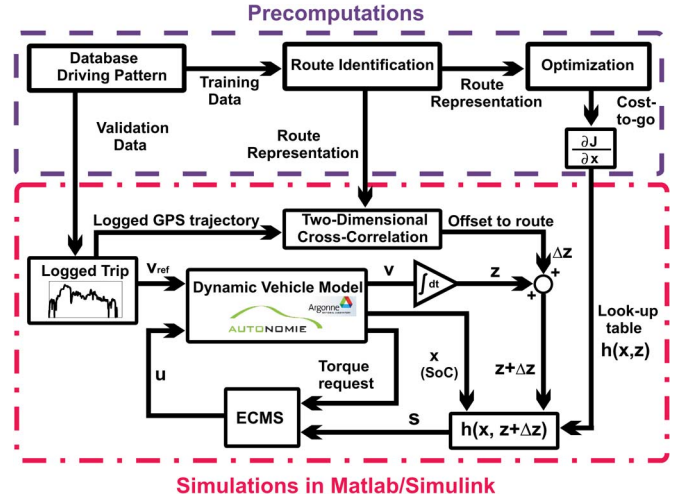 Precomputations
Database
Driving Pattern
Training
Data
Route Identification
Route
Representation
Optimization
Cost-
to-go
Validation
Data
Route
Representation
∂J
∂x
Logged GPS trajectory
Two-Dimensional
Cross-Correlation
Offset to route
Δz
Logged Trip
Vref
Dynamic Vehicle Model
Argonne
AUTONOMIE
v
∫dt
z
+
+
Look-up
table
h(x,z)
u
Torque
request
x
(SoC)
z+Δz
ECMS
s
h(x, z+Δz)
Simulations in Matlab/Simulink